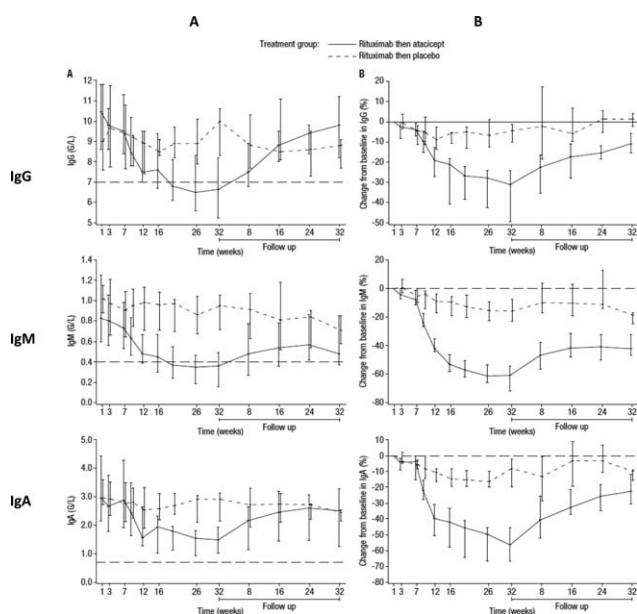 A B
Treatment group: Rituximab then atacicept
Rituximab then placebo
IgG
A
IgG (G/L)
12
11
10
9
8
7
6
5
1 3 7 12 16 26 32 8 16 24 32
Time (weeks) Follow up
B
Change from baseline in IgG (%)
20
10
0
-10
-20
-30
-40
-50
1 3 7 12 16 26 32 8 16 24 32
Time (weeks) Follow up
IgM
IgM (G/L)
1.4
1.2
1.0
0.8
0.6
0.4
0.2
0.0
1 3 7 12 16 26 32 8 16 24 32
Time (weeks) Follow up
Change from baseline in IgM (%)
20
0
-20
-40
-60
-80
1 3 7 12 16 26 32 8 16 24 32
Time (weeks) Follow up
IgA
IgA (G/L)
5.0
4.0
3.0
2.0
1.0
0.0
1 3 7 12 16 26 32 8 16 24 32
Time (weeks) Follow up
Change from baseline in IgA (%)
10
0
-10
-20
-30
-40
-50
-60
-70
-80
1 3 7 12 16 26 32 8 16 24 32
Time (weeks) Follow up